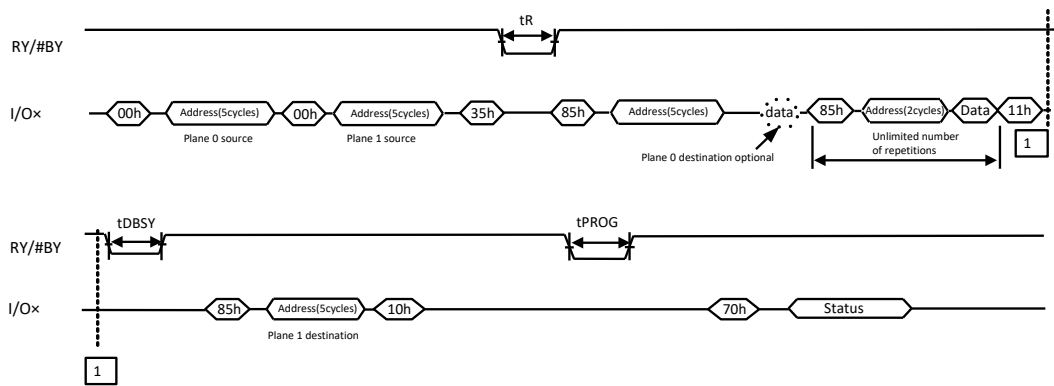 tR
RY/#BY
I/O×
00h Address(5cycles) 00h Address(5cycles) 35h 85h Address(5cycles) data 85h Address(2cycles) Data 11h
Plane 0 source
Plane 1 source
Plane 0 destination optional
Unlimited number
of repetitions
1
tDBSY
tPROG
RY/#BY
I/O×
85h Address(5cycles) 10h 70h Status
Plane 1 destination
1